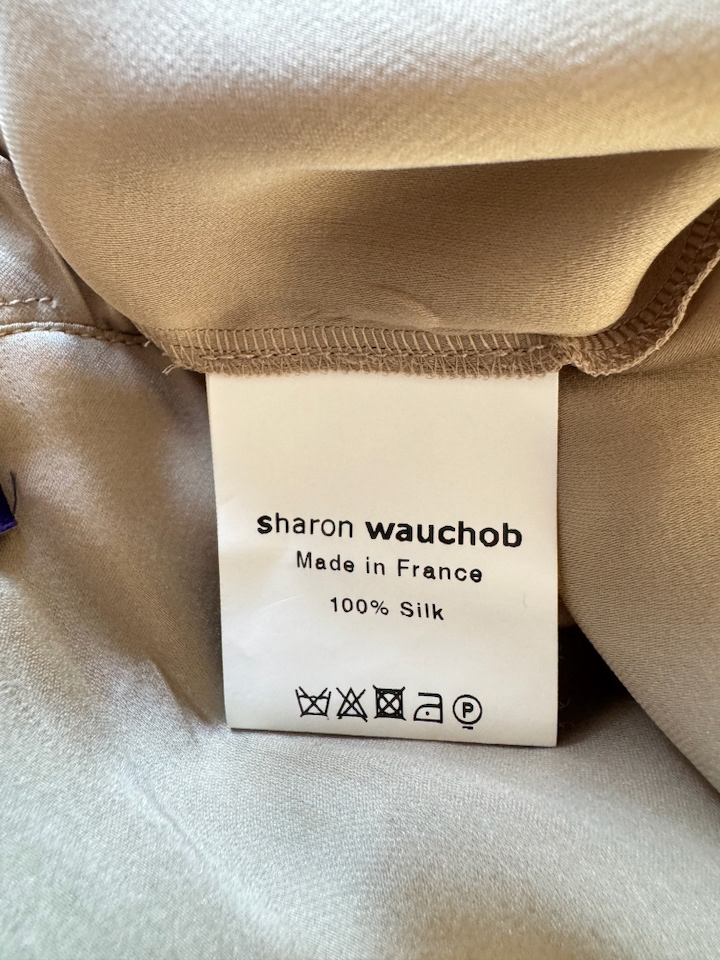 sharon wauchob
Made in France
100% Silk
P